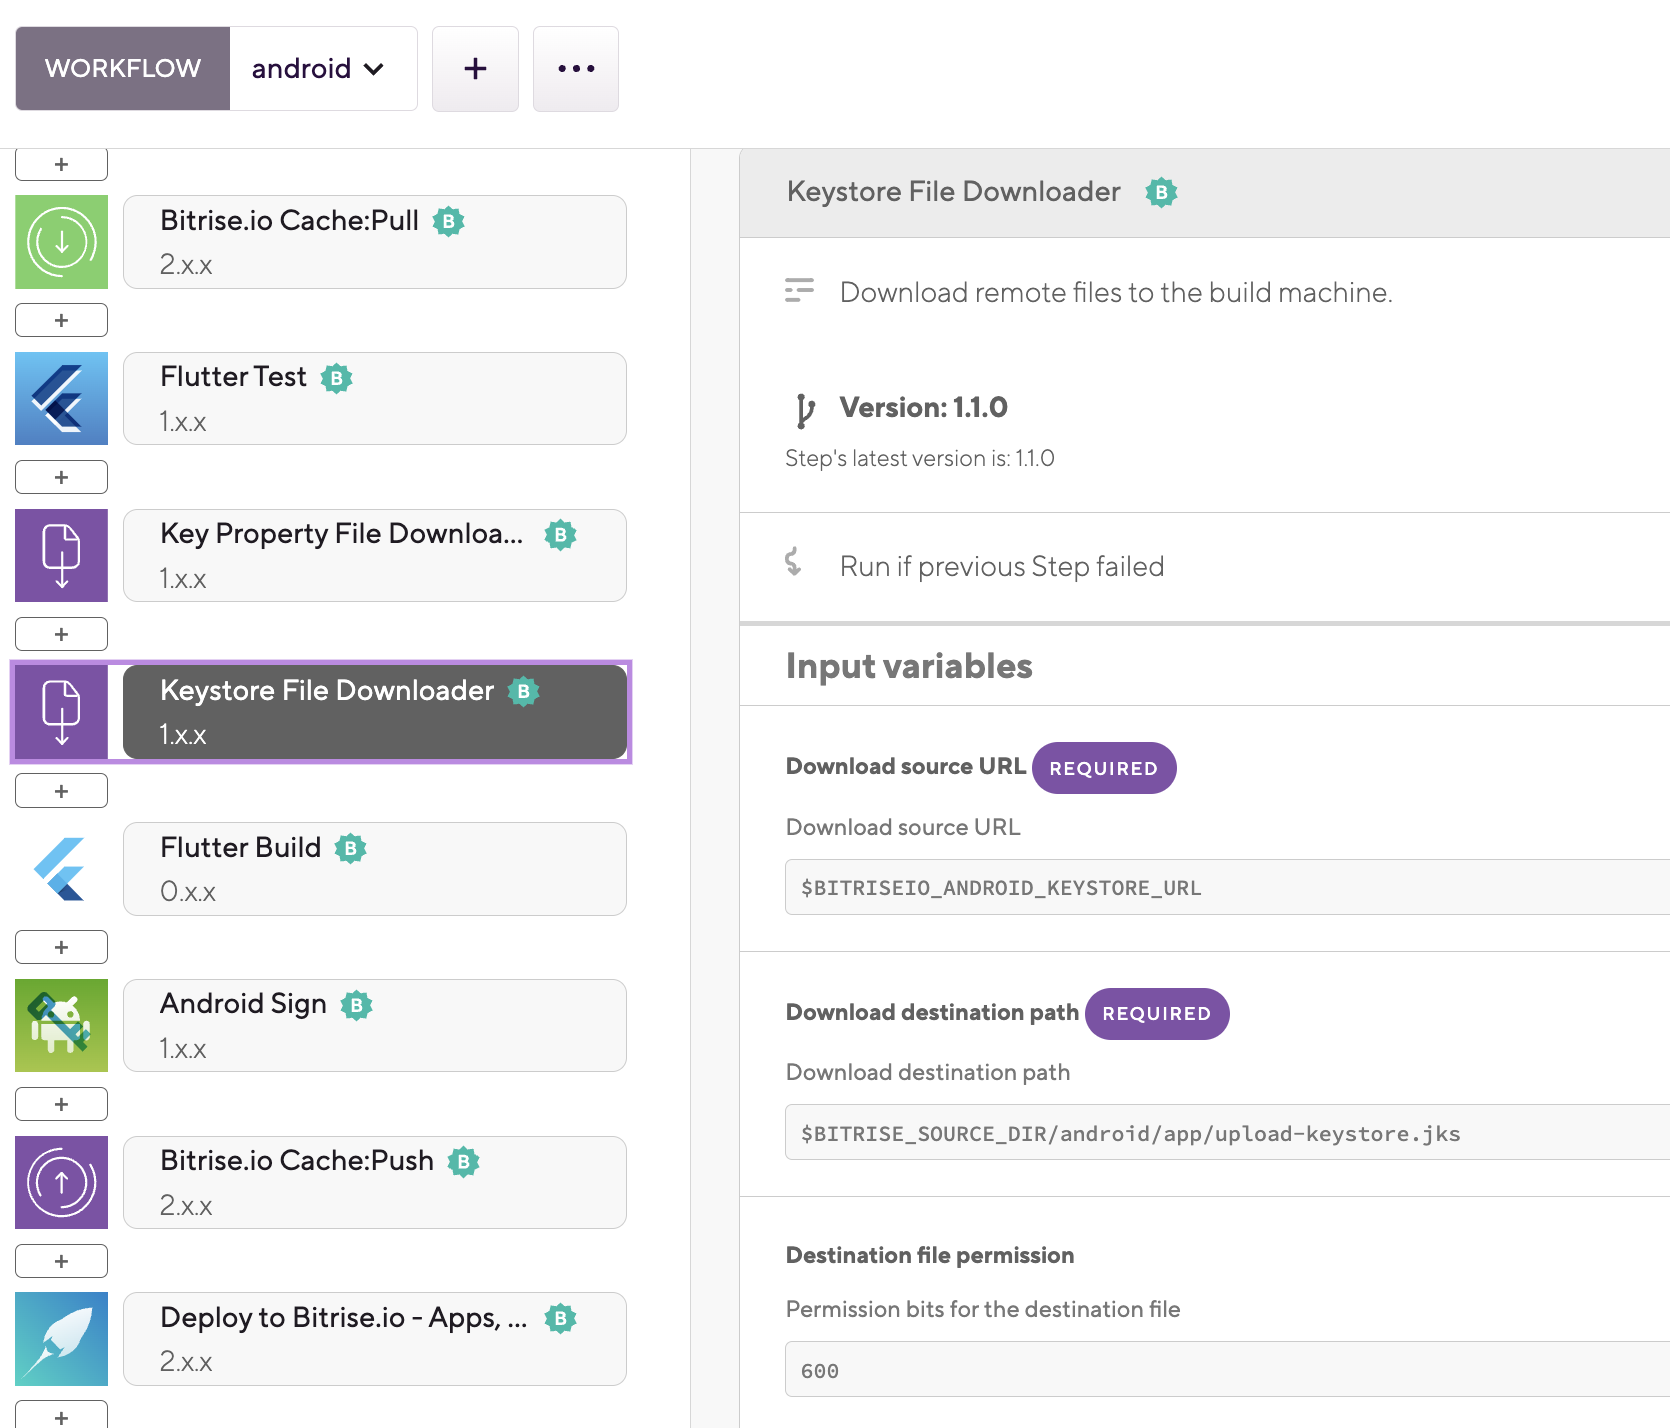 WORKFLOW android
+
+
Bitrise.io Cache:Pull B
2.x.x
+
Flutter Test B
1.x.x
+
Key Property File Downloa... B
1.x.x
+
Keystore File Downloader B
1.x.x
+
Flutter Build B
0.x.x
+
Android Sign B
1.x.x
+
Bitrise.io Cache:Push B
2.x.x
+
Deploy to Bitrise.io - Apps, ... B
2.x.x
+
Keystore File Downloader B
Download remote files to the build machine.
Version: 1.1.0
Step's latest version is: 1.1.0
Run if previous Step failed
Input variables
Download source URL REQUIRED
Download source URL
$BITRISEIO_ANDROID_KEYSTORE_URL
Download destination path REQUIRED
Download destination path
$BITRISE_SOURCE_DIR/android/app/upload-keystore.jks
Destination file permission
Permission bits for the destination file
600